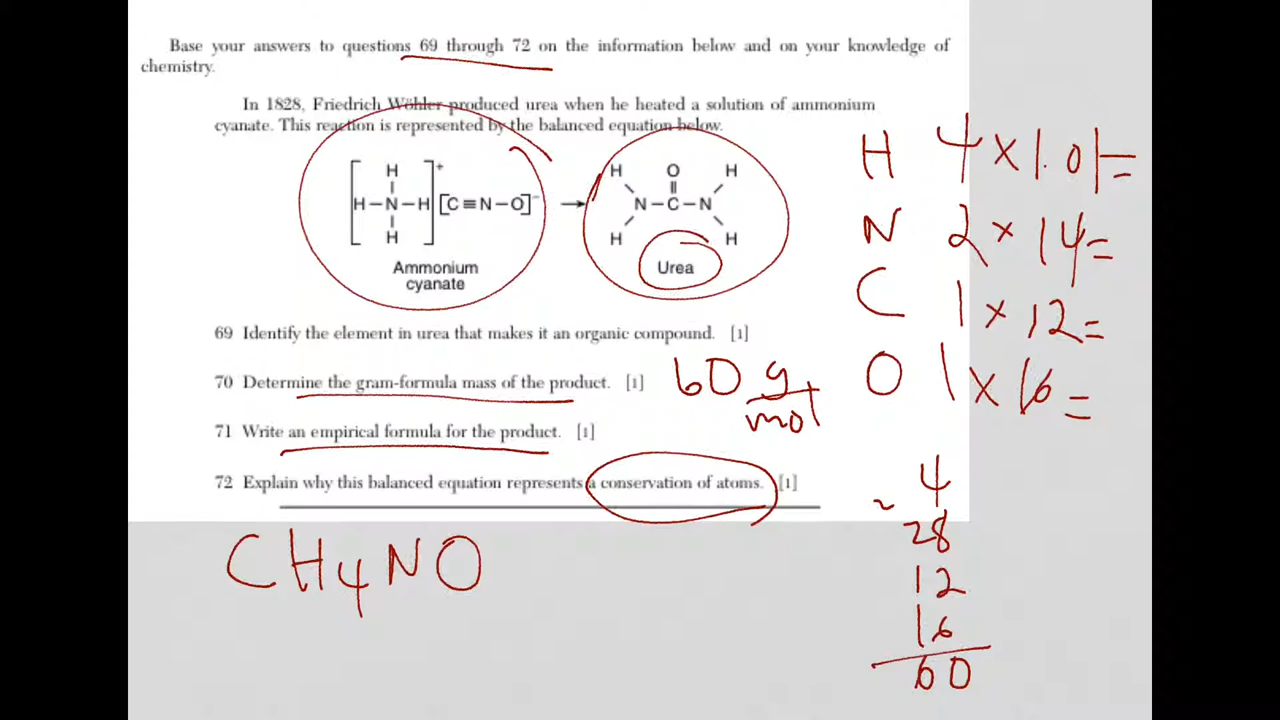 Base your answers to questions 69 through 72 on the information below and on your knowledge of
chemistry.
In 1828, Friedrich Wöhler produced urea when he heated a solution of ammonium
cyanate. This reaction is represented by the balanced equation below.
[H-N-H]+ [C≡N-O]- → N-C-N
H H
H H
H O H
H H
Ammonium
cyanate
Urea
69 Identify the element in urea that makes it an organic compound. [1]
70 Determine the gram-formula mass of the product. [1]
71 Write an empirical formula for the product. [1]
72 Explain why this balanced equation represents a conservation of atoms. [1]
60 g
mol
CH4NO
H 4 × 1.01=
N 2 × 14=
C 1 × 12=
O 1 × 16=
4
28
12
16
60